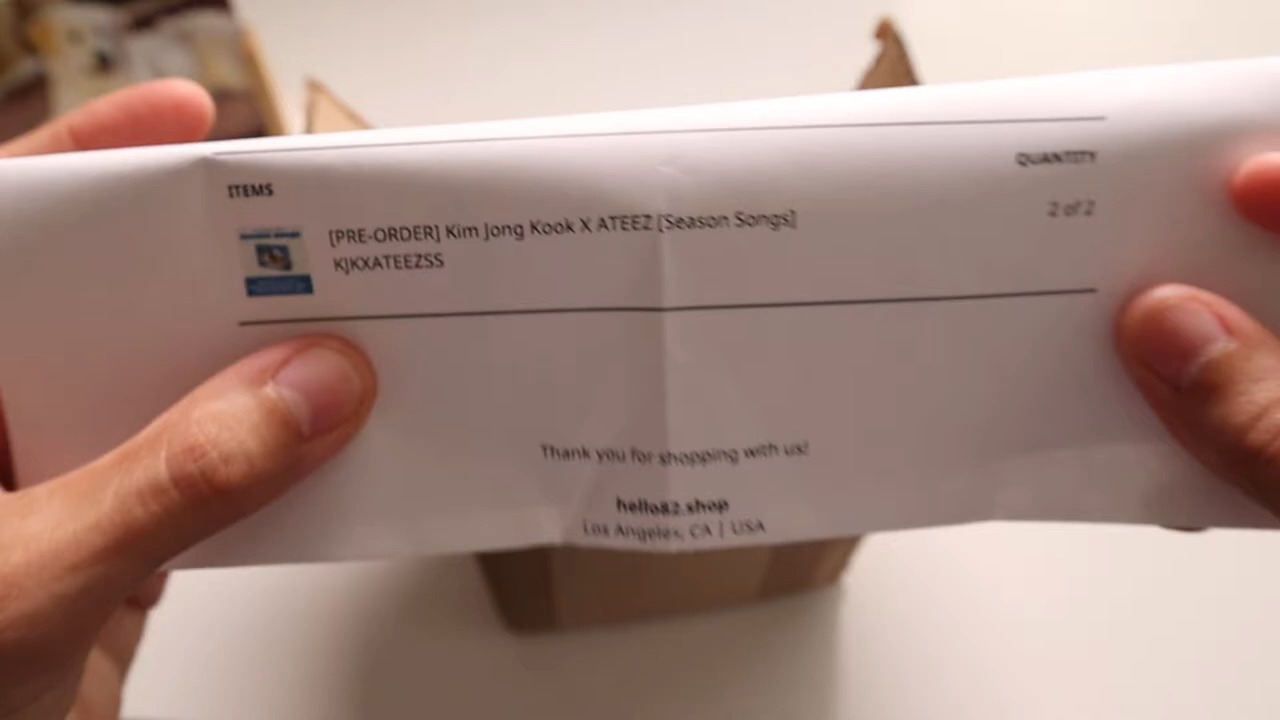 QUANTITY
ITEMS
[PRE-ORDER] Kim Jong Kook X ATEEZ [Season Songs]
2 of 2
KJKXATEEZSS
Thank you for shopping with us!
hello82.shop
Los Angeles, CA | USA